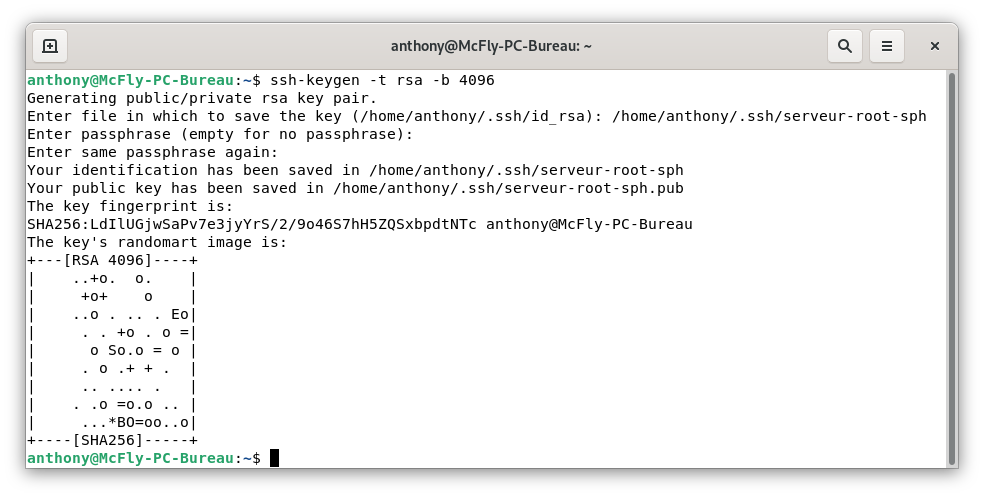 anthony@McFly-PC-Bureau: ~
anthony@McFly-PC-Bureau:~$ ssh-keygen -t rsa -b 4096
Generating public/private rsa key pair.
Enter file in which to save the key (/home/anthony/.ssh/id_rsa): /home/anthony/.ssh/serveur-root-sph
Enter passphrase (empty for no passphrase):
Enter same passphrase again:
Your identification has been saved in /home/anthony/.ssh/serveur-root-sph
Your public key has been saved in /home/anthony/.ssh/serveur-root-sph.pub
The key fingerprint is:
SHA256:LdIlUGjwSaPv7e3jyYrS/2/9o46S7hH5ZQSxbpdtNTc anthony@McFly-PC-Bureau
The key's randomart image is:
+---[RSA 4096]----+
|    ..+o.  o.    |
|     +o+    o    |
|    ..o . .. . Eo|
|     . . +o . o =|
|      o So.o = o |
|     . o .+ + .  |
|     .. .... .   |
|    . .o =o.o .. |
|     ...*BO=oo..o|
+----[SHA256]-----+
anthony@McFly-PC-Bureau:~$